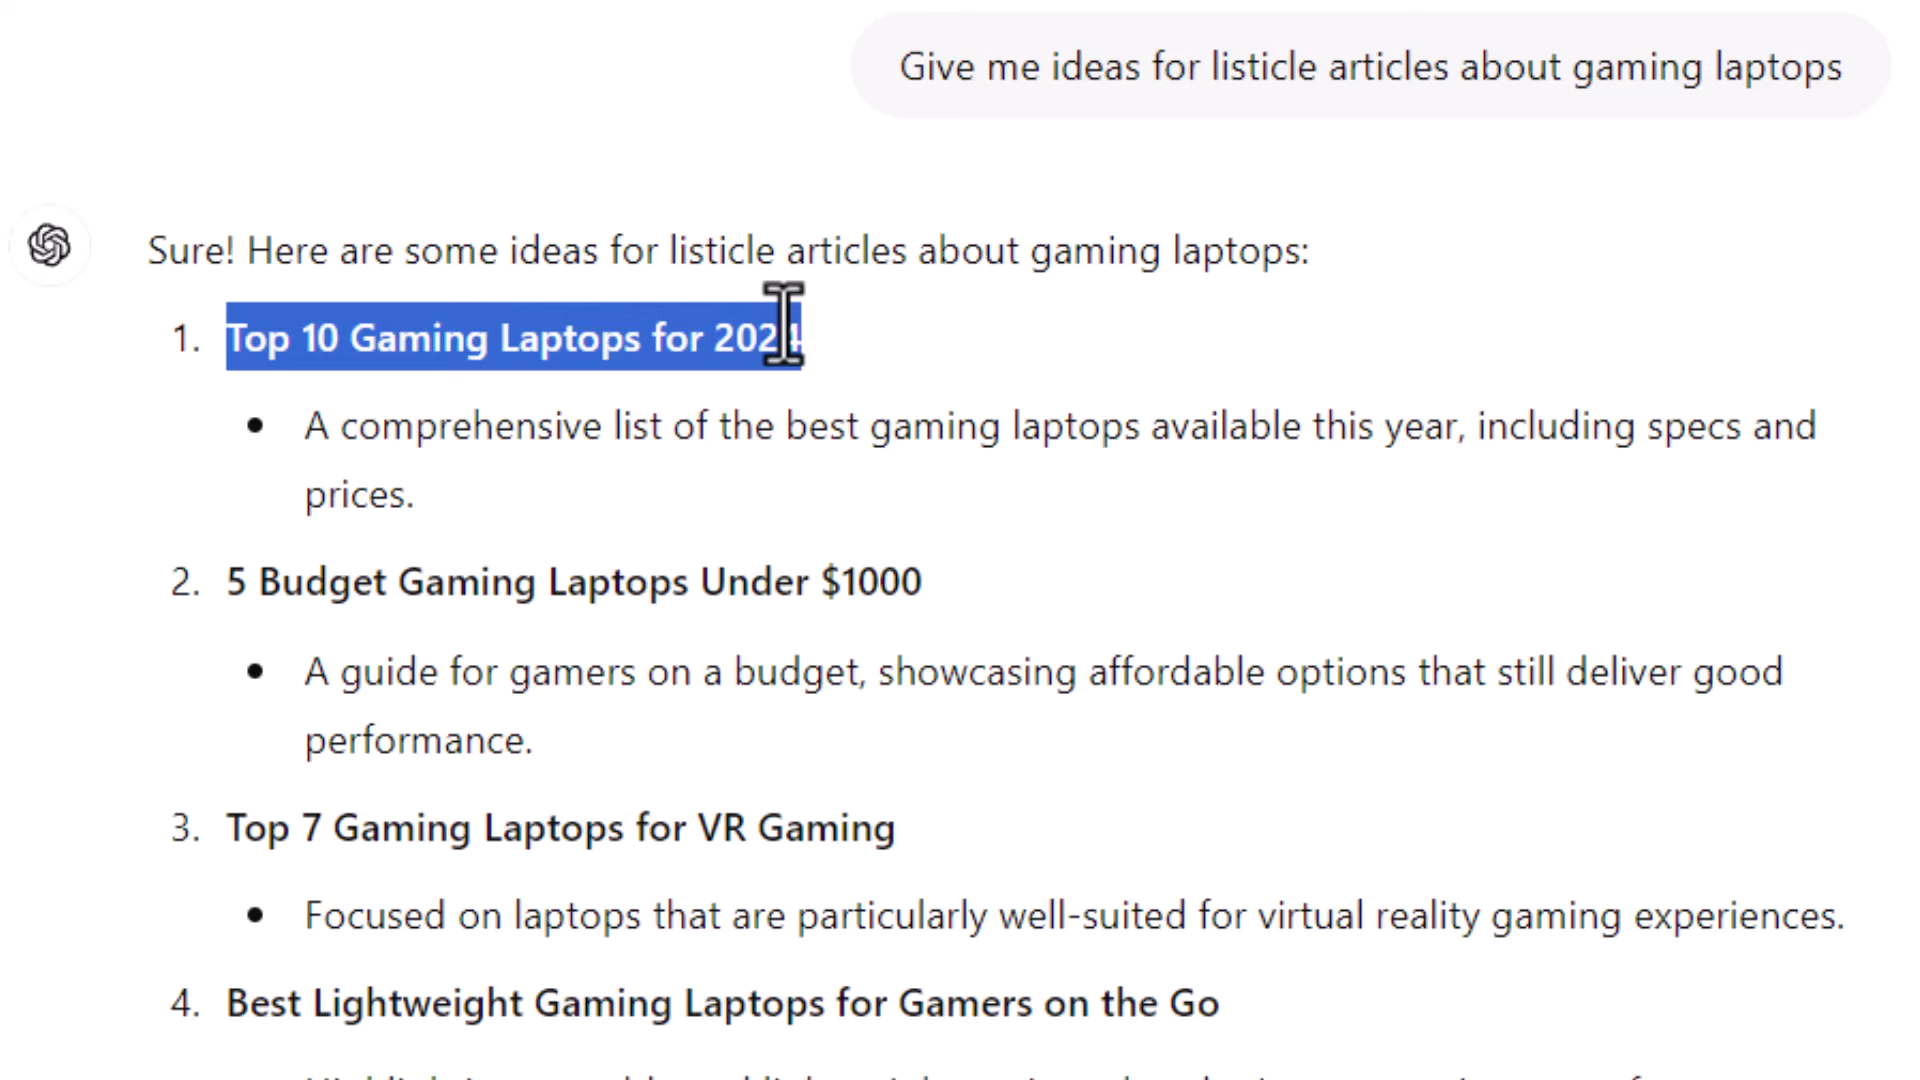 Give me ideas for listicle articles about gaming laptops
Sure! Here are some ideas for listicle articles about gaming laptops:
1. Top 10 Gaming Laptops for 2024
• A comprehensive list of the best gaming laptops available this year, including specs and
prices.
2. 5 Budget Gaming Laptops Under $1000
• A guide for gamers on a budget, showcasing affordable options that still deliver good
performance.
3. Top 7 Gaming Laptops for VR Gaming
• Focused on laptops that are particularly well-suited for virtual reality gaming experiences.
4. Best Lightweight Gaming Laptops for Gamers on the Go